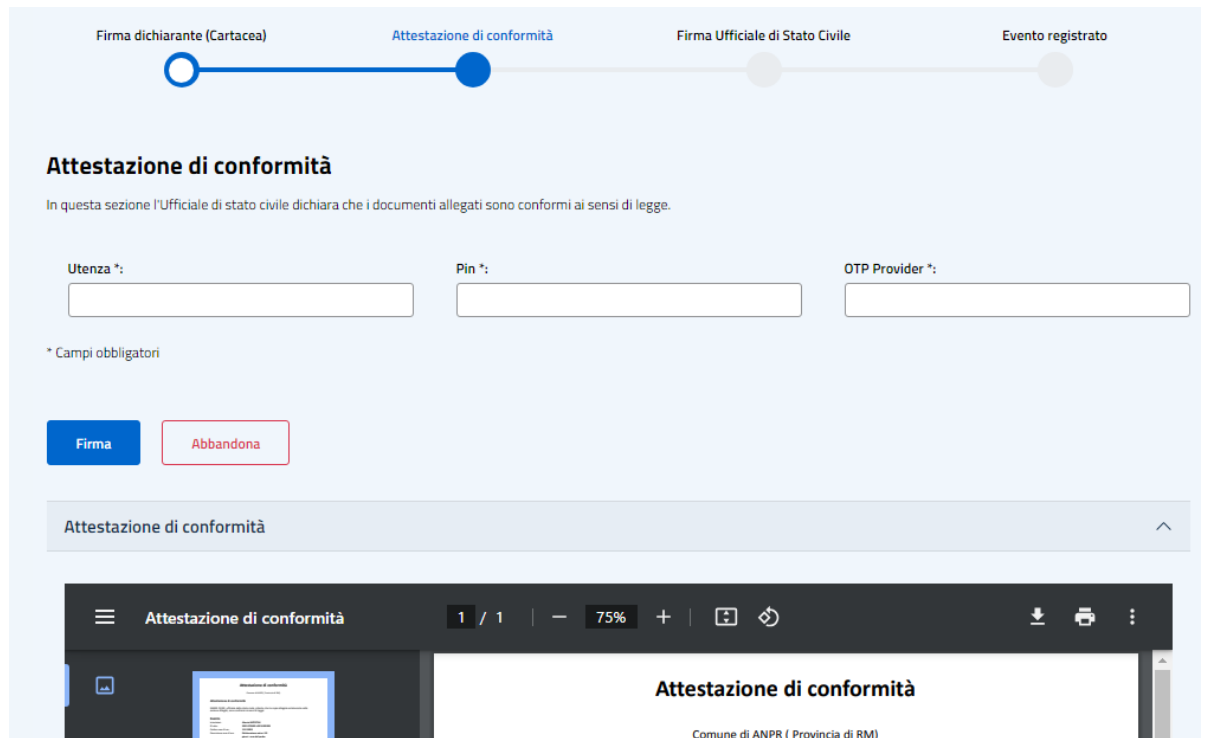 Firma dichiarante (Cartacea) Attestazione di conformità Firma Ufficiale di Stato Civile Evento registrato
Attestazione di conformità
In questa sezione l'Ufficiale di stato civile dichiara che i documenti allegati sono conformi ai sensi di legge.
Utenza *: Pin *: OTP Provider *:
* Campi obbligatori
Firma Abbandona
Attestazione di conformità
Attestazione di conformità 1 / 1 75%
Attestazione di conformità
Comune di ANPR ( Provincia di RM)